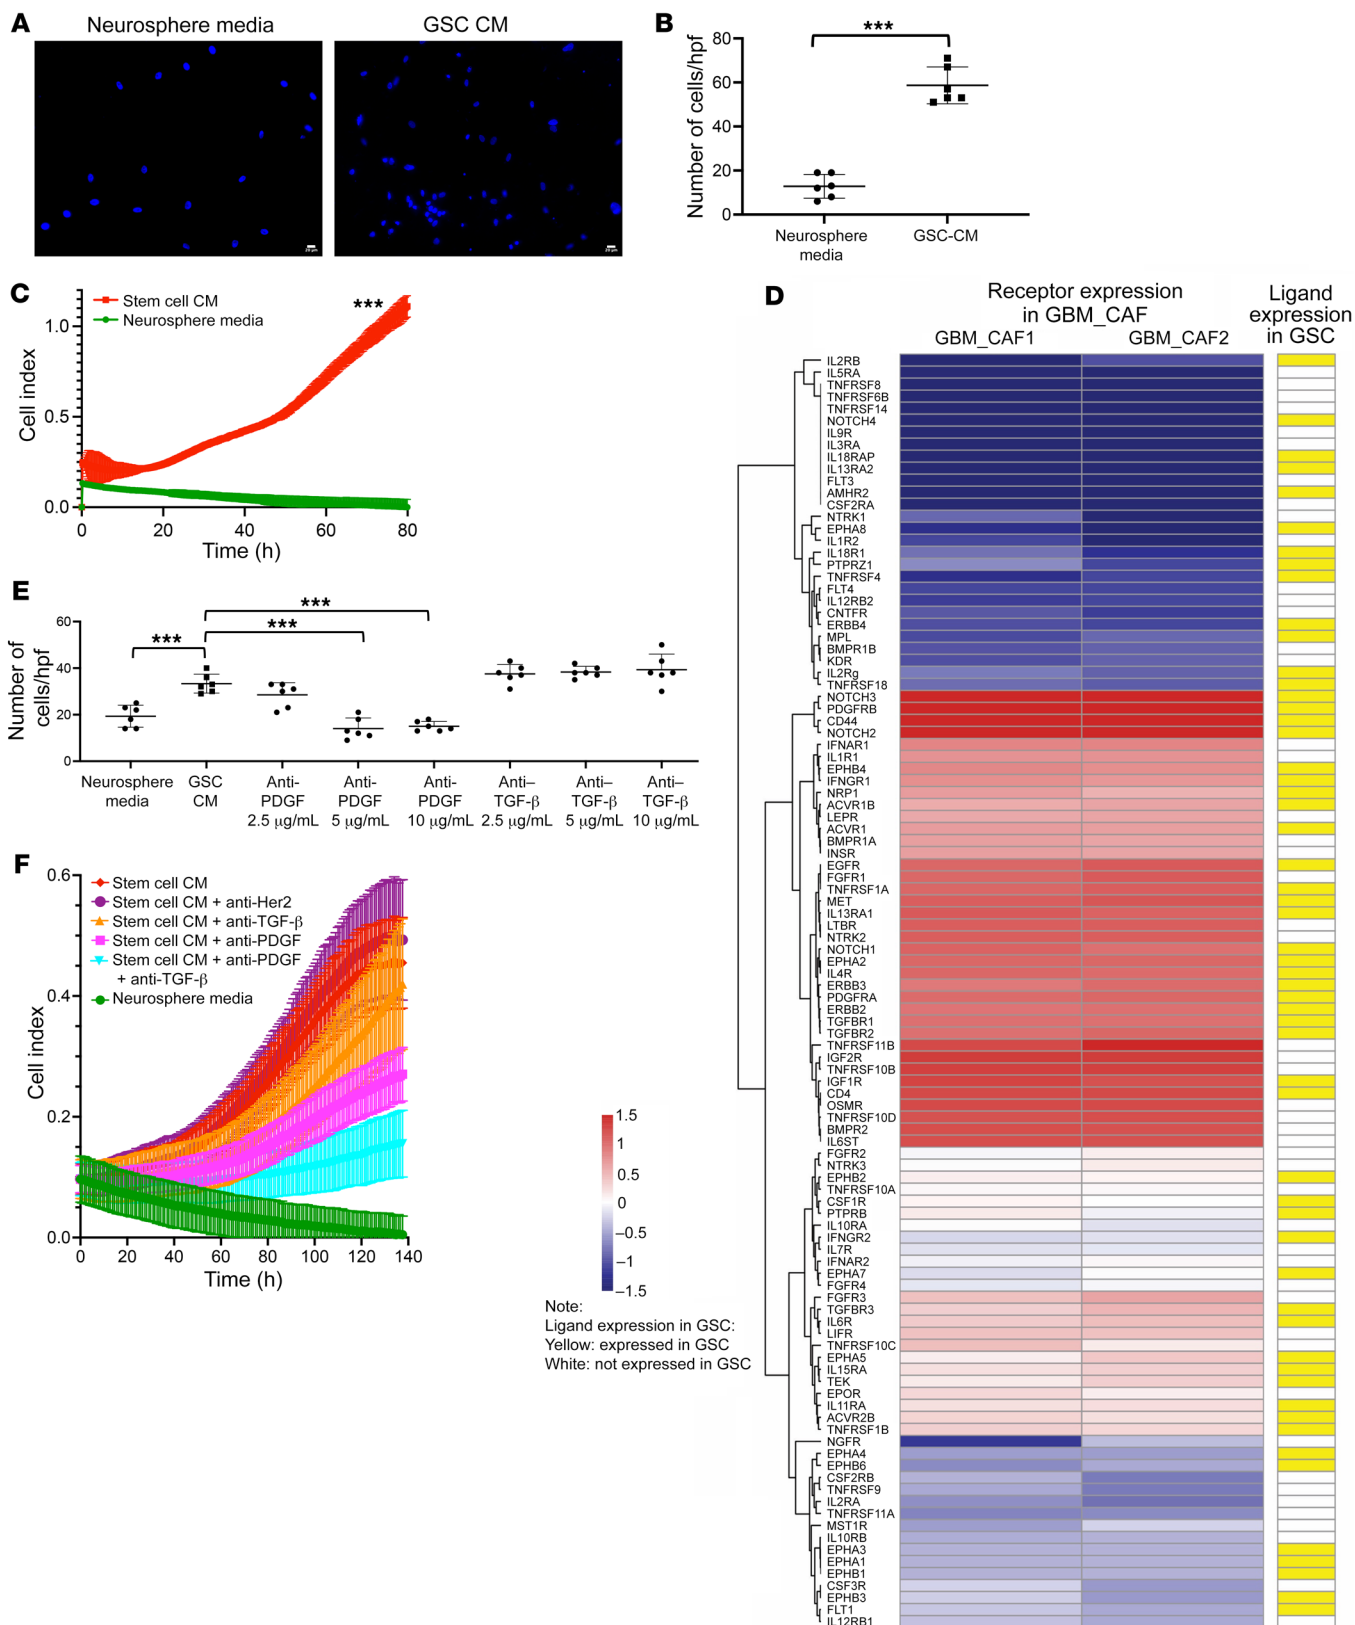 A
Neurosphere media
GSC CM
20 μm
20 μm
B
***
Number of cells/hpf
80
60
40
20
0
Neurosphere
media
GSC-CM
C
Stem cell CM
Neurosphere media
***
Cell index
1.0
0.5
0.0
0
20
40
60
80
Time (h)
D
Receptor expression
in GBM_CAF
GBM_CAF1
GBM_CAF2
Ligand
expression
in GSC
IL2RB
IL5RA
TNFRSF8
TNFRSF6B
TNFRSF14
NOTCH4
IL9R
IL3RA
IL18RAP
IL13RA2
FLT3
AMHR2
CSF2RA
NTRK1
EPHA8
IL1R2
IL18R1
PTPRZ1
TNFRSF4
FLT4
IL12RB2
CNTFR
ERBB4
MPL
BMPR1B
KDR
IL2Rg
TNFRSF18
NOTCH3
PDGFRB
CD44
NOTCH2
IFNAR1
IL1R1
EPHB4
IFNGR1
NRP1
ACVR1B
LEPR
ACVR1
BMPR1A
INSR
EGFR
FGFR1
TNFRSF1A
MET
IL13RA1
LTBR
NTRK2
NOTCH1
EPHA2
IL4R
ERBB3
PDGFRA
ERBB2
TGFBR1
TGFBR2
TNFRSF11B
IGF2R
TNFRSF10B
IGF1R
CD4
OSMR
TNFRSF10D
BMPR2
IL6ST
FGFR2
NTRK3
EPHB2
TNFRSF10A
CSF1R
PTPRB
IL10RA
IFNGR2
IL7R
IFNAR2
EPHA7
FGFR4
FGFR3
TGFBR3
IL6R
LIFR
TNFRSF10C
EPHA5
IL15RA
TEK
EPOR
IL11RA
ACVR2B
TNFRSF1B
NGFR
EPHA4
EPHB6
CSF2RB
TNFRSF9
IL2RA
TNFRSF11A
MST1R
IL10RB
EPHA3
EPHA1
EPHB1
CSF3R
EPHB3
FLT1
IL12RB1
1.5
1
0.5
0
–0.5
–1
–1.5
Note:
Ligand expression in GSC:
Yellow: expressed in GSC
White: not expressed in GSC
E
***
***
***
Number of
cells/hpf
60
40
20
0
Neurosphere
media
GSC
CM
Anti-
PDGF
2.5 μg/mL
Anti-
PDGF
5 μg/mL
Anti-
PDGF
10 μg/mL
Anti–
TGF-β
2.5 μg/mL
Anti–
TGF-β
5 μg/mL
Anti–
TGF-β
10 μg/mL
F
Stem cell CM
Stem cell CM + anti-Her2
Stem cell CM + anti-TGF-β
Stem cell CM + anti-PDGF
Stem cell CM + anti-PDGF
+ anti-TGF-β
Neurosphere media
Cell index
0.6
0.4
0.2
0.0
0
20
40
60
80
100
120
140
Time (h)